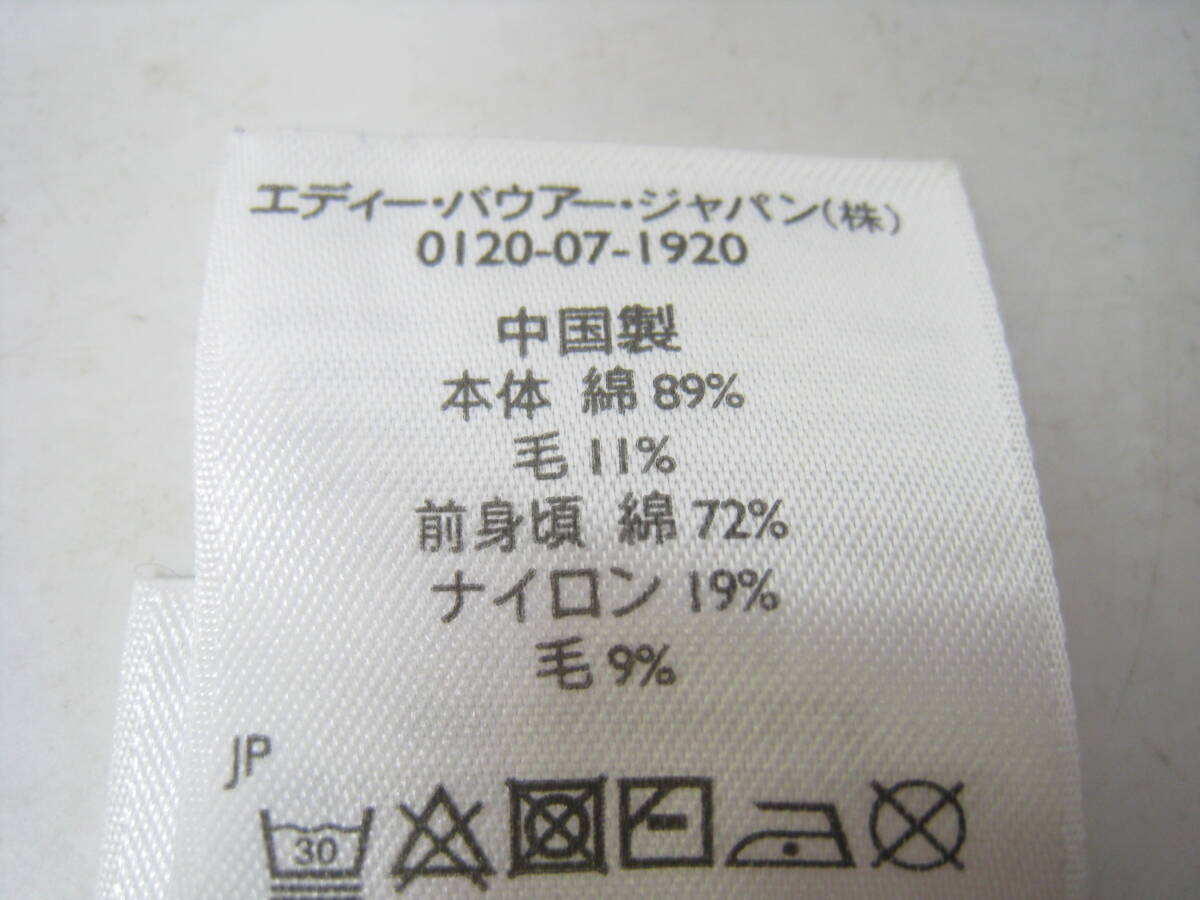 エディー・バウアー・ジャパン(株)
0120-07-1920
中国製
本体 綿 89%
毛 11%
前身頃 綿 72%
ナイロン 19%
毛 9%
JP
30